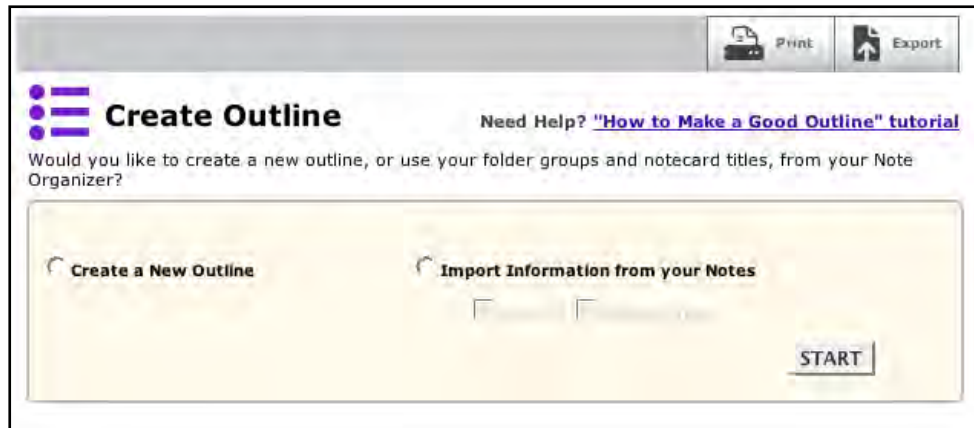 Print Export
Create Outline
Need Help? "How to Make a Good Outline" tutorial
Would you like to create a new outline, or use your folder groups and notecard titles, from your Note
Organizer?
Create a New Outline
Import Information from your Notes
START